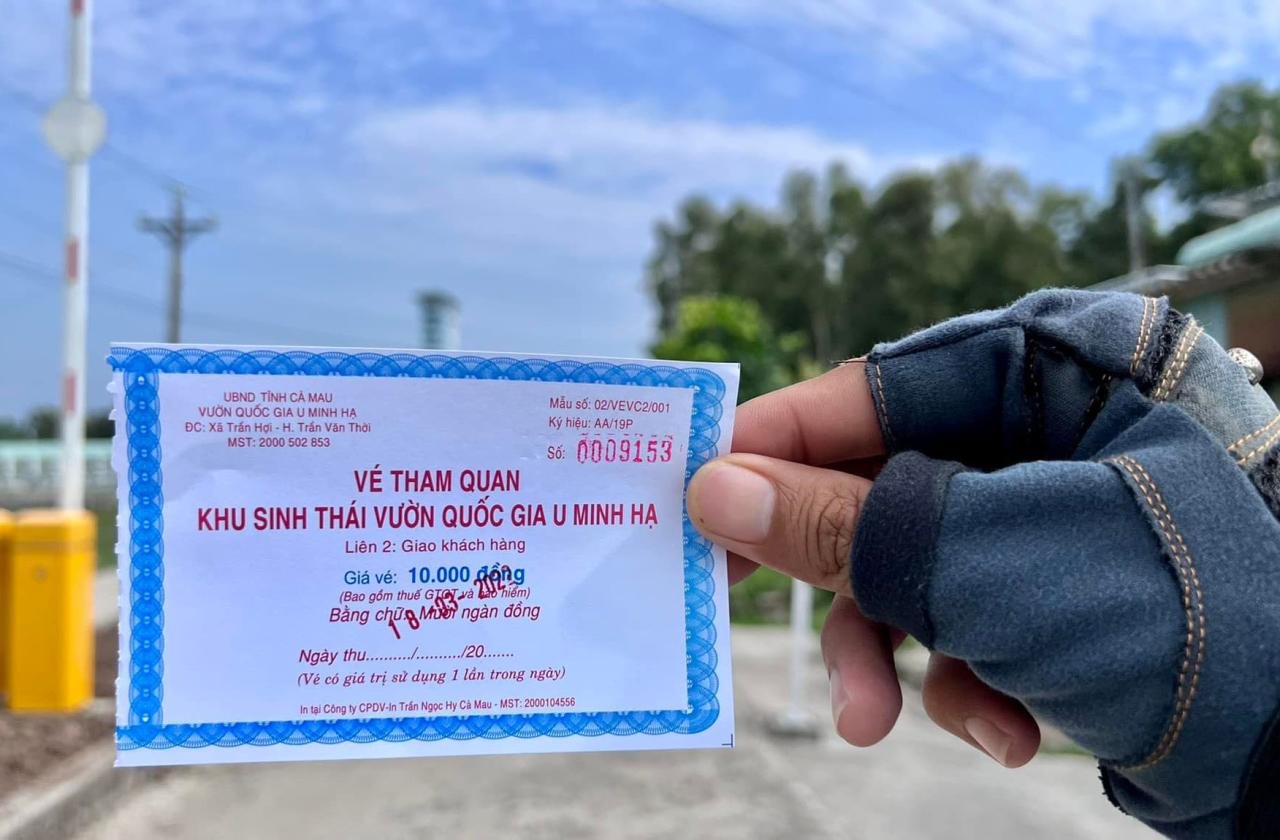 UBND TỈNH CÀ MAU
VƯỜN QUỐC GIA U MINH HẠ
ĐC: Xã Trần Hợi - H. Trần Văn Thời
MST: 2000 502 853
Mẫu số: 02/VEVC2/001
Ký hiệu: AA/19P
Số: 0009153
VÉ THAM QUAN
KHU SINH THÁI VƯỜN QUỐC GIA U MINH HẠ
Liên 2: Giao khách hàng
Giá vé: 10.000 đồng
(Bao gồm thuế GTGT và bảo hiểm)
Bằng chữ: Mười ngàn đồng
18-03-202
Ngày thu........./........./20.......
(Vé có giá trị sử dụng 1 lần trong ngày)
In tại Công ty CPDV-In Trần Ngọc Hy Cà Mau - MST: 2000104556